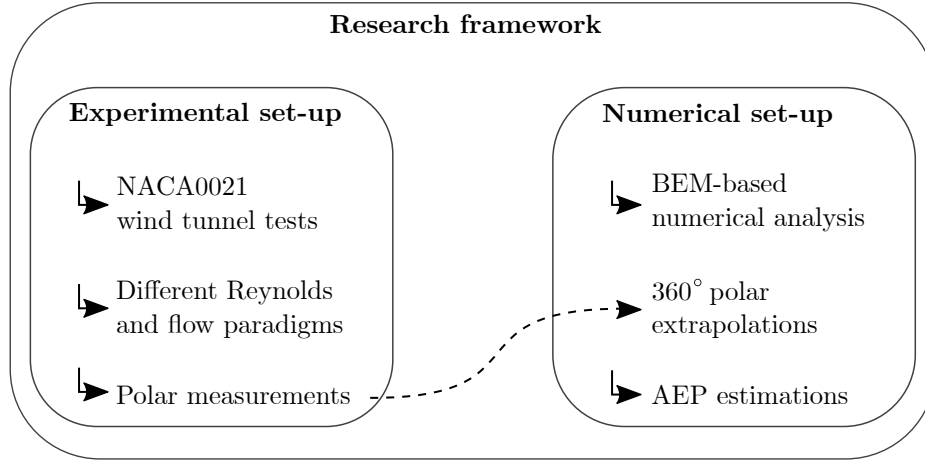 Research framework
Experimental set-up
NACA0021
wind tunnel tests
Different Reynolds
and flow paradigms
Polar measurements
Numerical set-up
BEM-based
numerical analysis
360° polar
extrapolations
AEP estimations